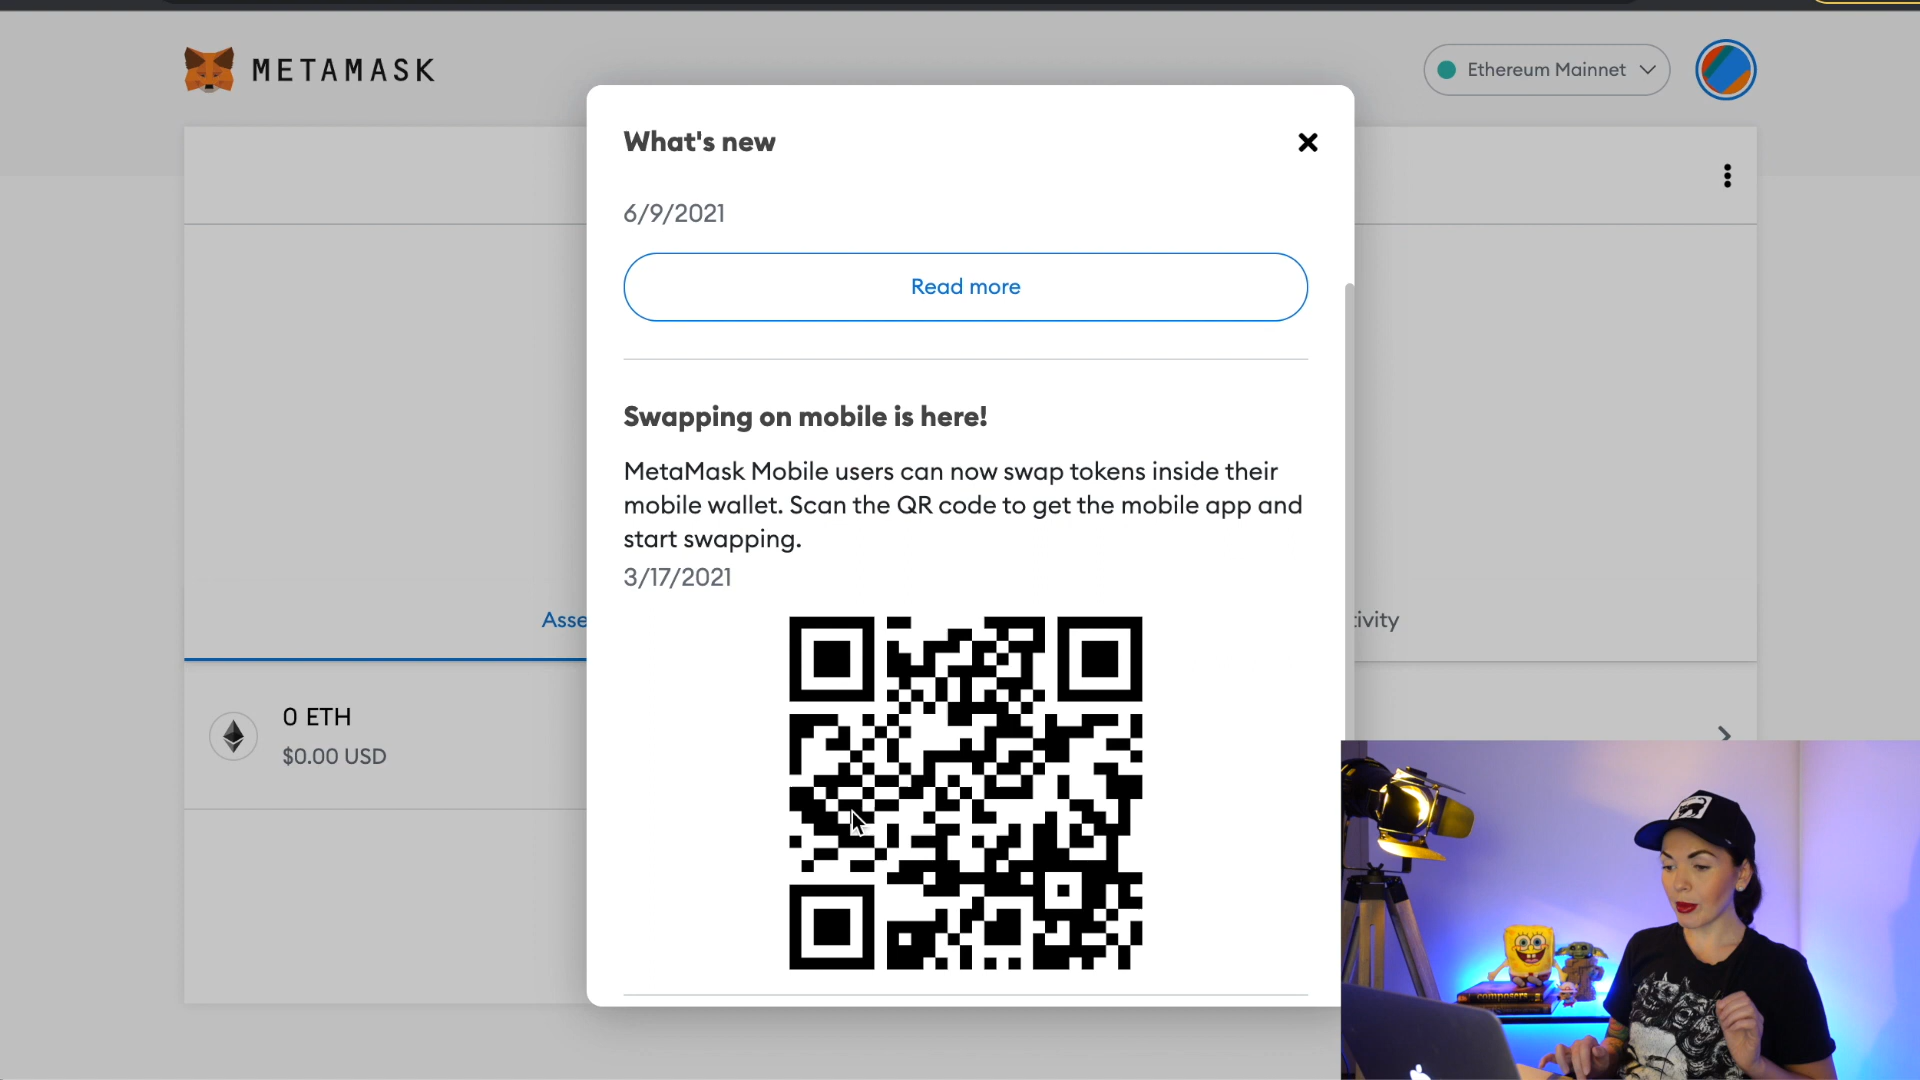 METAMASK
Ethereum Mainnet
What's new
6/9/2021
Read more
Swapping on mobile is here!
MetaMask Mobile users can now swap tokens inside their
mobile wallet. Scan the QR code to get the mobile app and
start swapping.
3/17/2021
Asse
tivity
0 ETH
$0.00 USD
composers